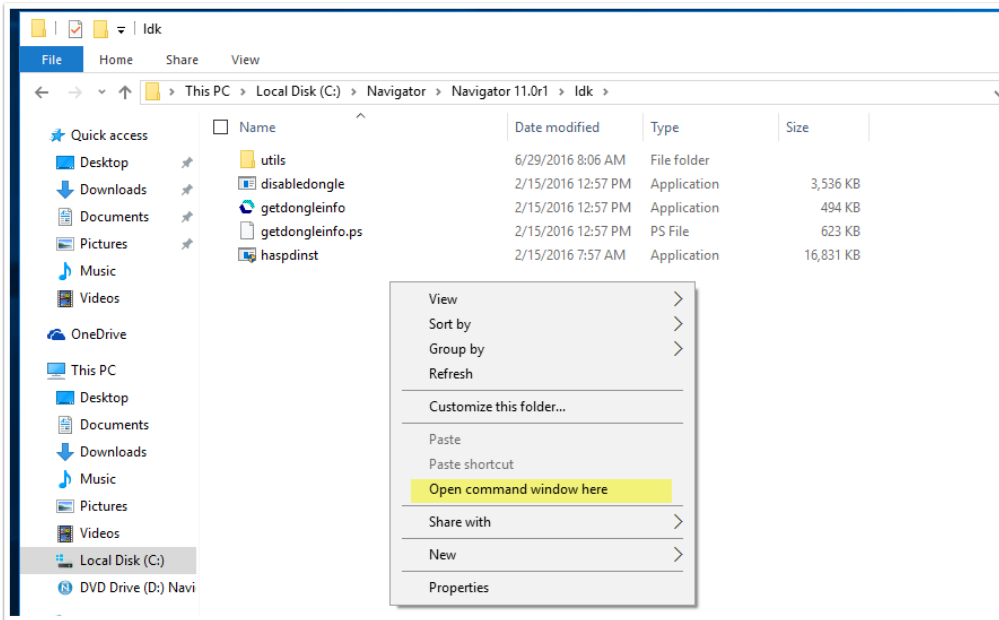 ldk
File Home Share View
This PC > Local Disk (C:) > Navigator > Navigator 11.0r1 > ldk >
Name Date modified Type Size
utils 6/29/2016 8:06 AM File folder
disabledongle 2/15/2016 12:57 PM Application 3,536 KB
getdongleinfo 2/15/2016 12:57 PM Application 494 KB
getdongleinfo.ps 2/15/2016 12:57 PM PS File 623 KB
haspdinst 2/15/2016 7:57 AM Application 16,831 KB
Quick access
Desktop
Downloads
Documents
Pictures
Music
Videos
OneDrive
This PC
Desktop
Documents
Downloads
Music
Pictures
Videos
Local Disk (C:)
DVD Drive (D:) Navi
View
Sort by
Group by
Refresh
Customize this folder...
Paste
Paste shortcut
Open command window here
Share with
New
Properties